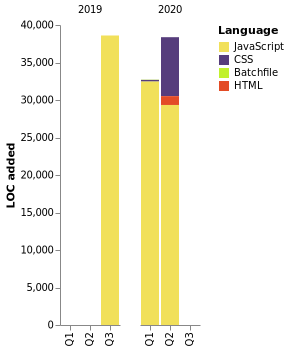 2019 2020
Language
JavaScript
CSS
Batchfile
HTML
LOC added
40,000
35,000
30,000
25,000
20,000
15,000
10,000
5,000
0
Q1 Q2 Q3 Q1 Q2 Q3